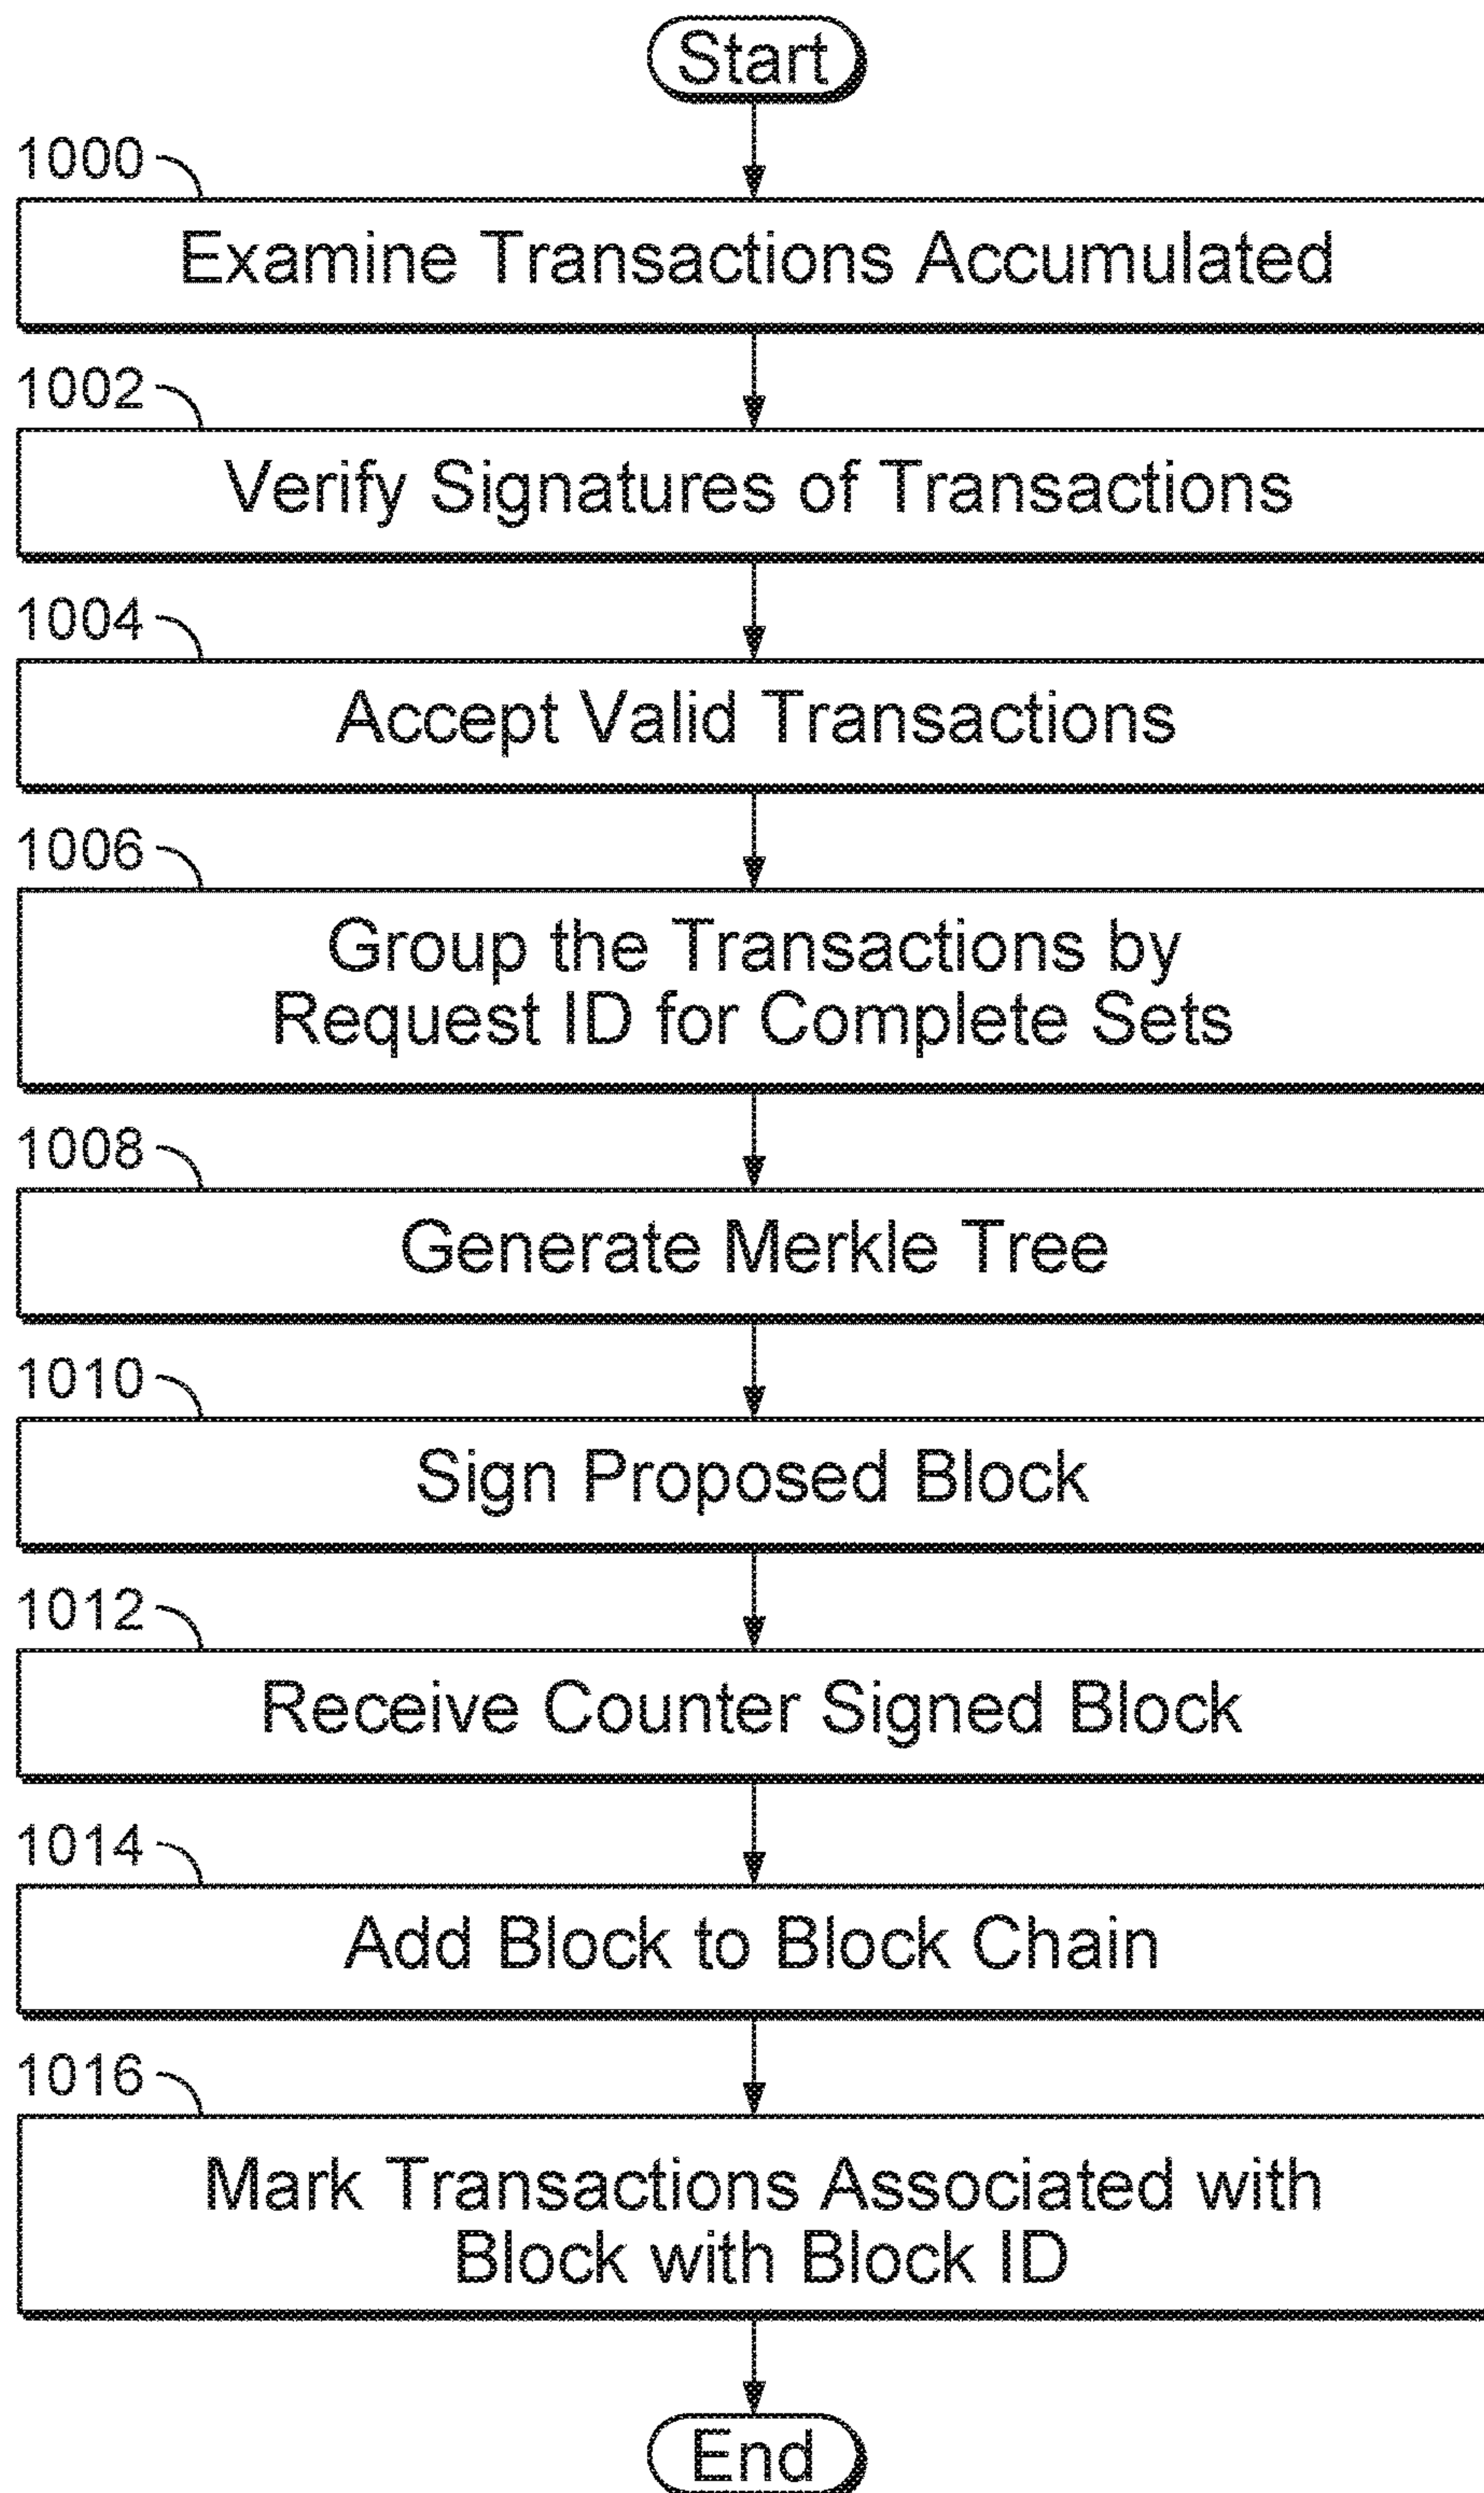 Start
1000
Examine Transactions Accumulated
1002
Verify Signatures of Transactions
1004
Accept Valid Transactions
1006
Group the Transactions by
Request ID for Complete Sets
1008
Generate Merkle Tree
1010
Sign Proposed Block
1012
Receive Counter Signed Block
1014
Add Block to Block Chain
1016
Mark Transactions Associated with
Block with Block ID
End